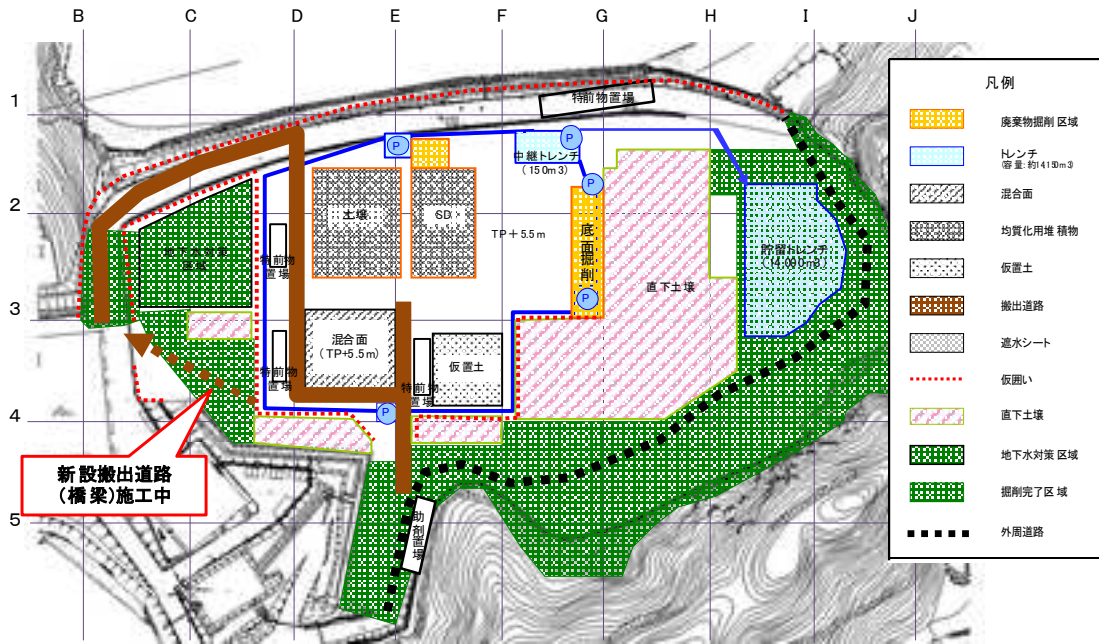 B C D E F G H I J
1
2
3
4
5
特前物置場
P
中継トレンチ
(150m3)
P
P
土壌
SD
TP+5.5m
底面掘削
貯留トレンチ
(14,000m3)
特前物置場
直下土壌
P
混合面
(TP+5.5m)
特前物置場
特前物置場
仮置土
P
新設搬出道路
(橋梁)施工中
助剤置場
凡例
廃棄物掘削区域
トレンチ
(容量:約14150m3)
混合面
均質化用堆積物
仮置土
搬出道路
遮水シート
仮囲い
直下土壌
地下水対策区域
掘削完了区域
外周道路